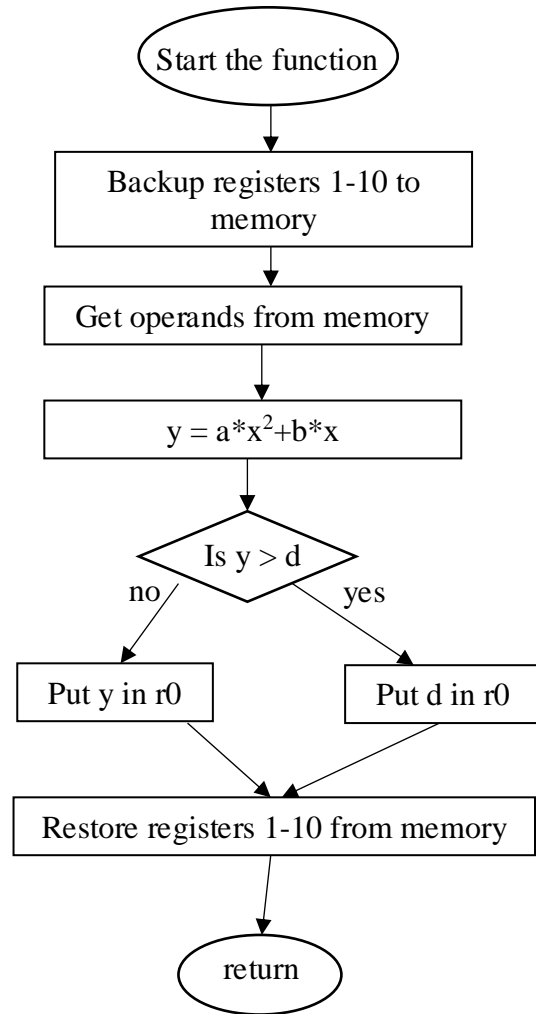 Start the function
Backup registers 1-10 to
memory
Get operands from memory
y = a*x²+b*x
Is y > d
no
yes
Put y in r0
Put d in r0
Restore registers 1-10 from memory
return